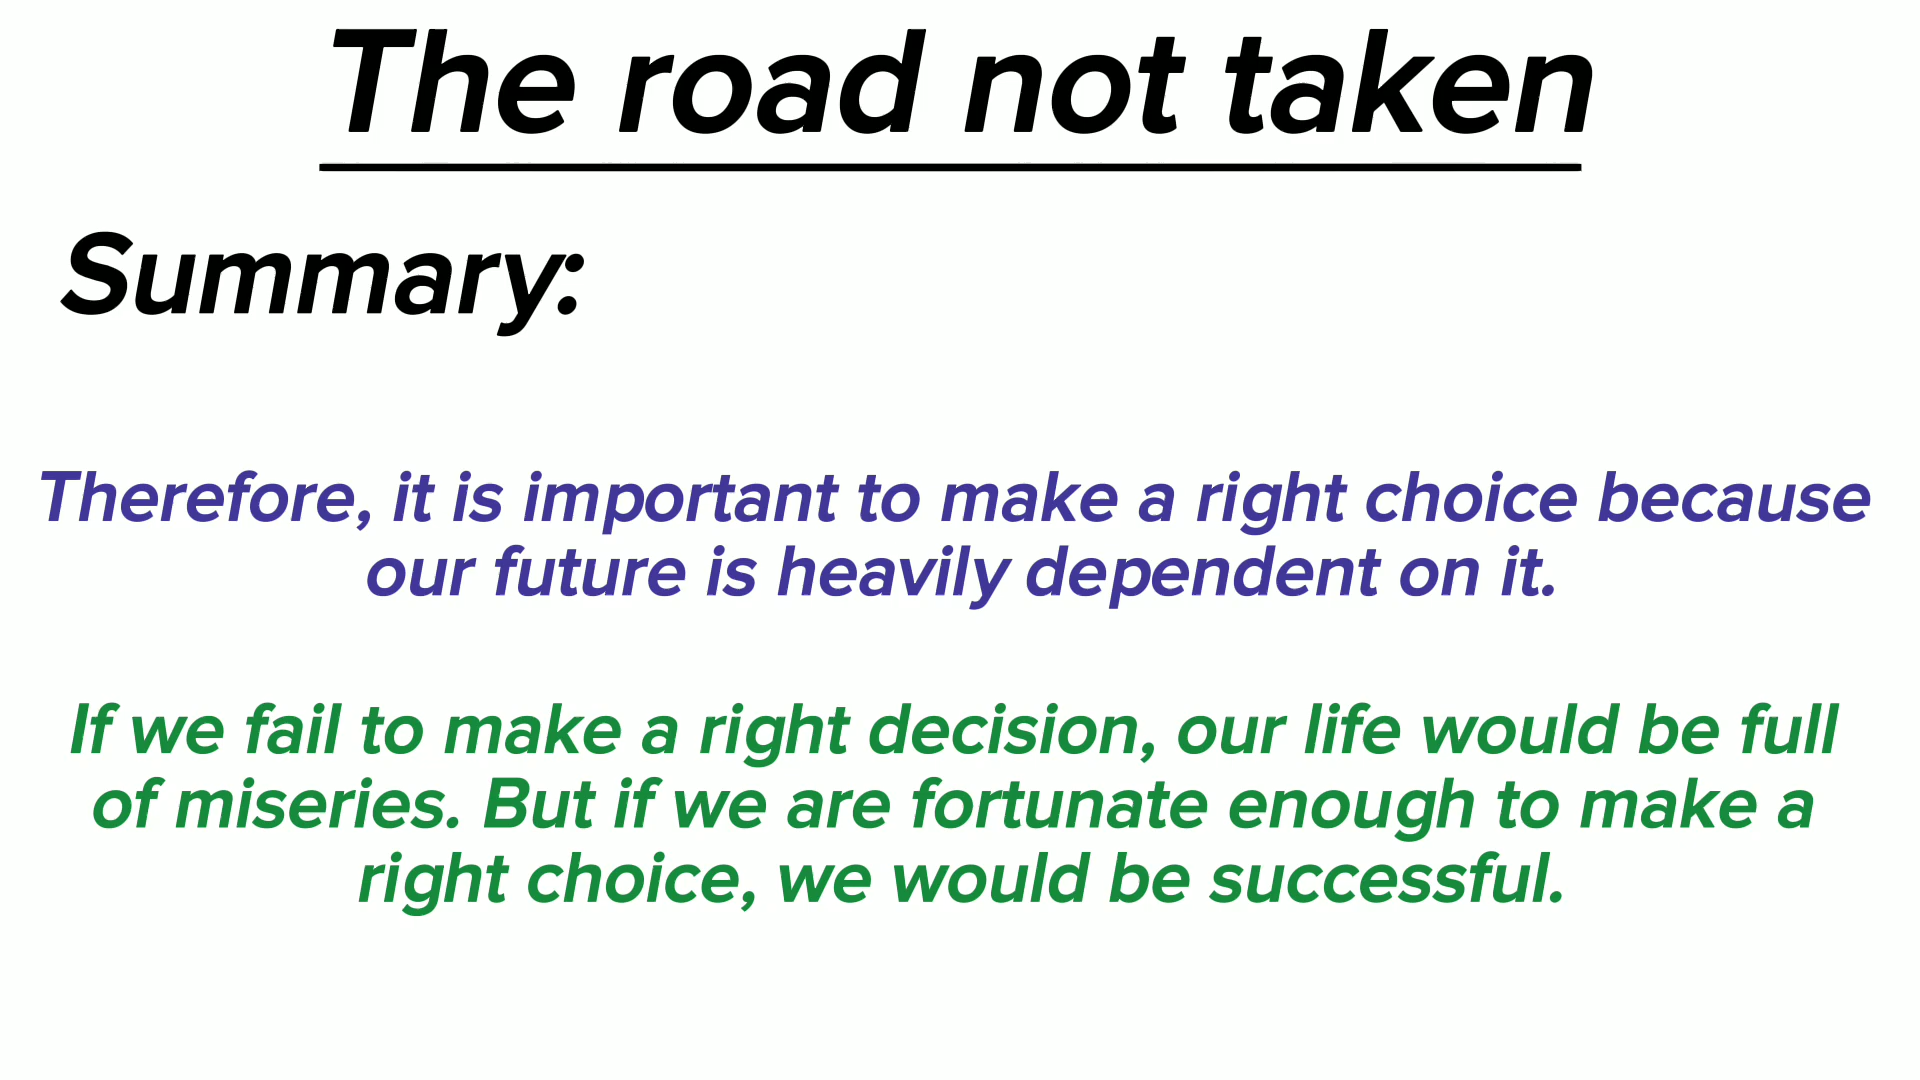 The road not taken
Summary:
Therefore, it is important to make a right choice because
our future is heavily dependent on it.
If we fail to make a right decision, our life would be full
of miseries. But if we are fortunate enough to make a
right choice, we would be successful.